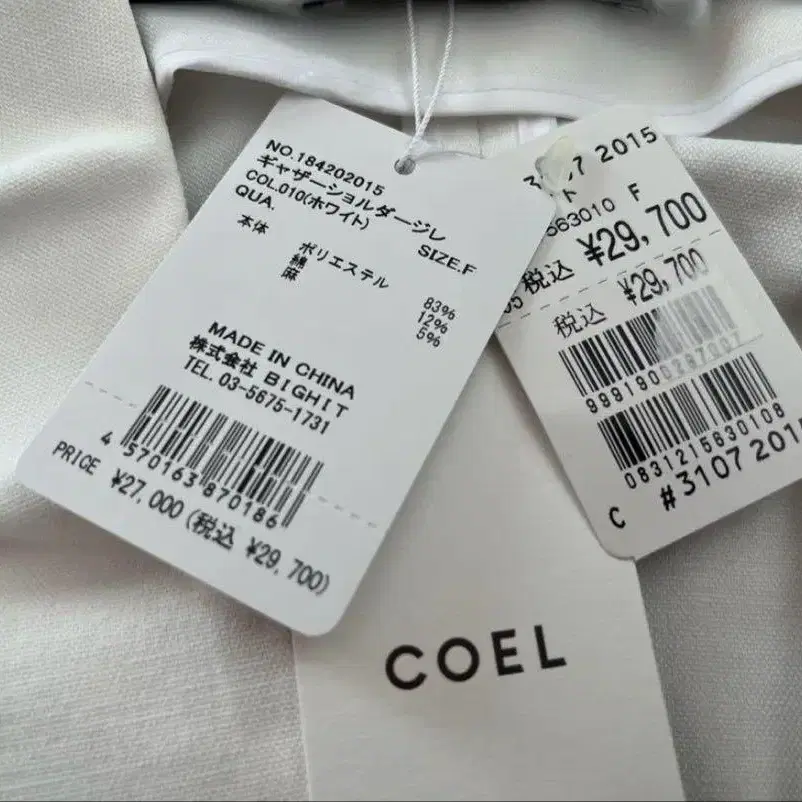 NO.184202015
ギャザーショルダージレ
COL.010(ホワイト)
SIZE.F
QUA.
本体
ポリエステル 83%
綿 12%
麻 5%
MADE IN CHINA
株式会社 BIGHIT
TEL. 03-5675-1731
4 570163 870186
PRICE ¥27,000(税込 ¥29,700)
2015
ト
563010 F
税込 ¥29,700
税込 ¥29,700
9991900297007
0831215830108
C #3107 201
COEL